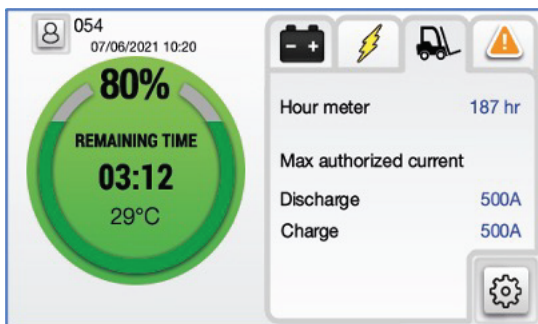 054
07/06/2021 10:20
80%
REMAINING TIME
03:12
29°C
Hour meter 187 hr
Max authorized current
Discharge 500A
Charge 500A